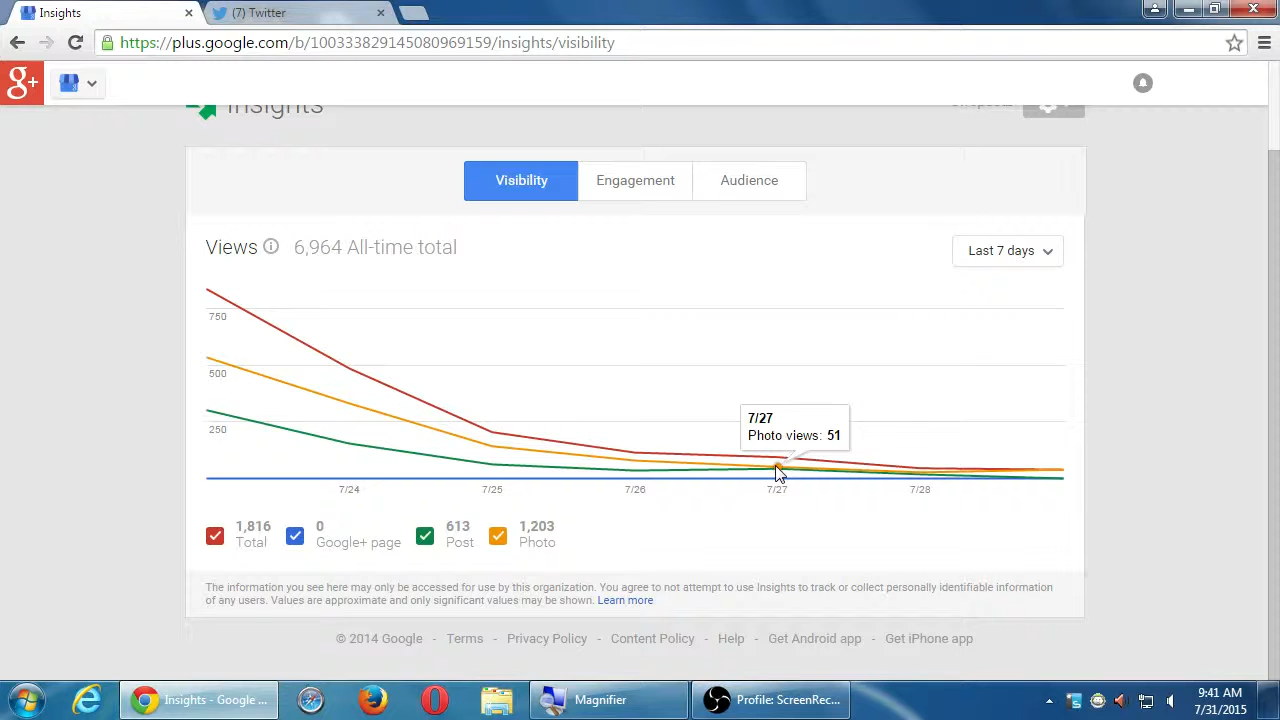 Insights
(7) Twitter
https://plus.google.com/b/100333829145080969159/insights/visibility
g+
Insights
Visibility
Engagement
Audience
Views
6,964 All-time total
Last 7 days
750
500
250
7/27
Photo views: 51
7/24
7/25
7/26
7/27
7/28
1,816
Total
0
Google+ page
613
Post
1,203
Photo
The information you see here may only be accessed for use by this organization. You agree to not attempt to use Insights to track or collect personally identifiable information
of any users. Values are approximate and only significant values may be shown. Learn more
© 2014 Google - Terms - Privacy Policy - Content Policy - Help - Get Android app - Get iPhone app
Insights - Google ...
Magnifier
Profile: ScreenRec...
9:41 AM
7/31/2015